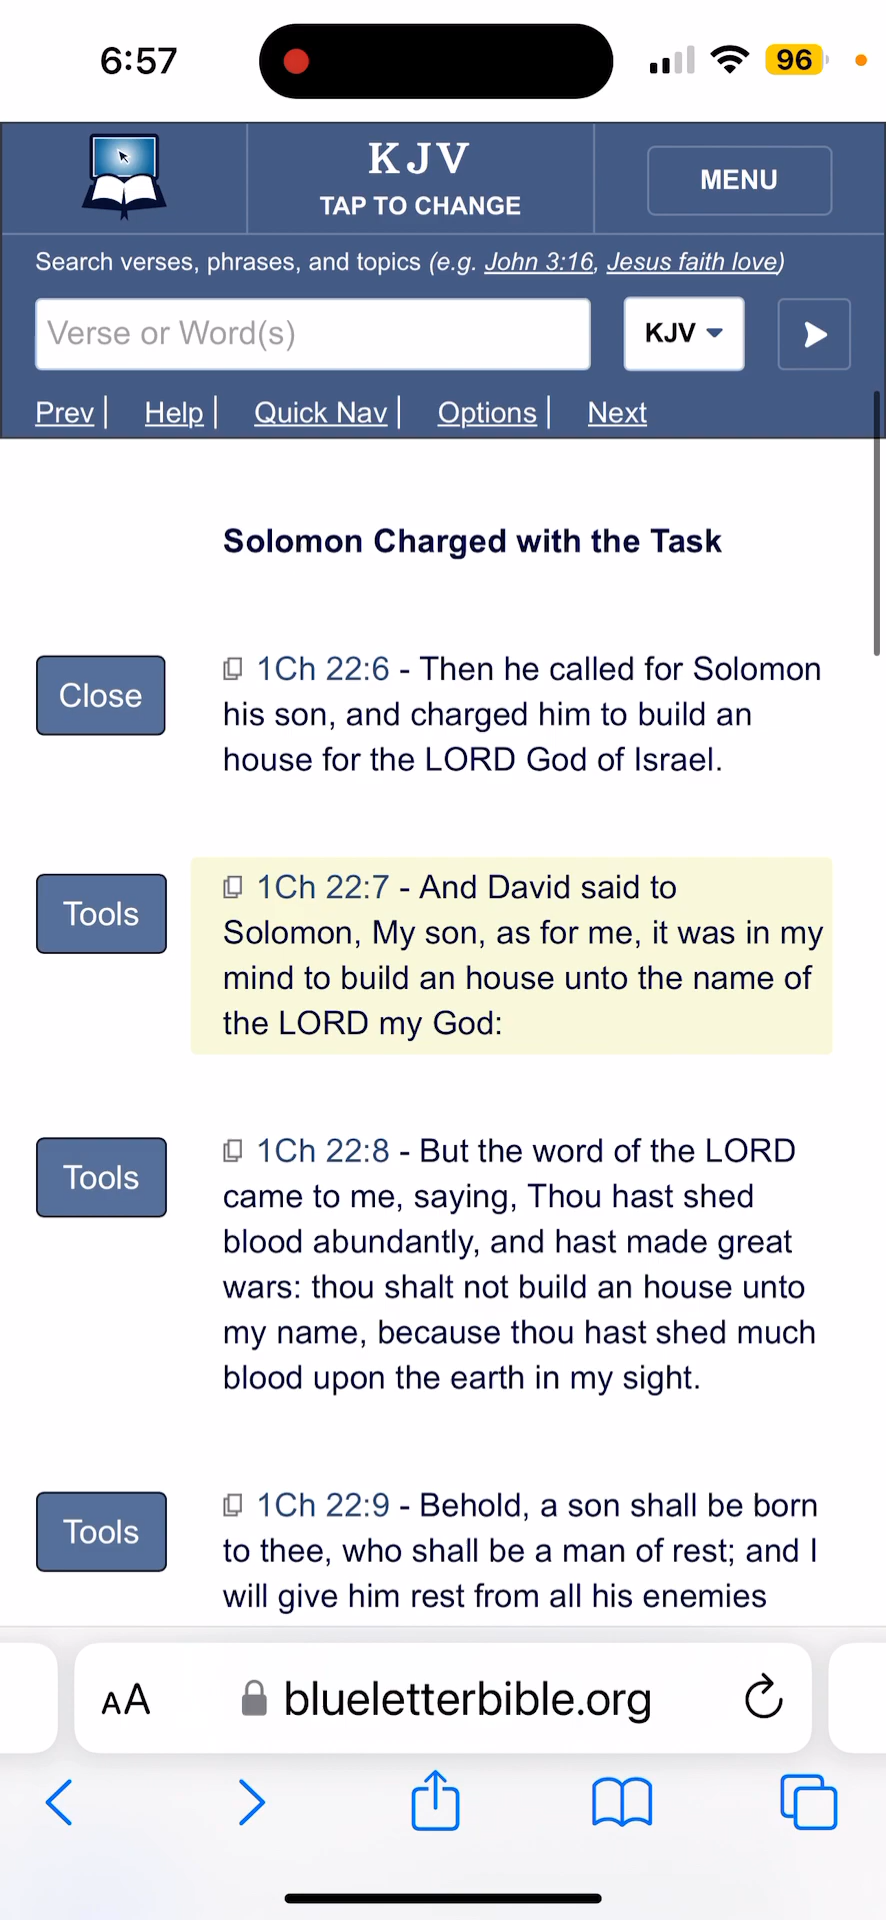 6:57
96
KJV
TAP TO CHANGE
MENU
Search verses, phrases, and topics (e.g. John 3:16, Jesus faith love)
Verse or Word(s)
KJV
Prev | Help | Quick Nav | Options | Next
Solomon Charged with the Task
Close
1Ch 22:6 - Then he called for Solomon
his son, and charged him to build an
house for the LORD God of Israel.
Tools
1Ch 22:7 - And David said to
Solomon, My son, as for me, it was in my
mind to build an house unto the name of
the LORD my God:
Tools
1Ch 22:8 - But the word of the LORD
came to me, saying, Thou hast shed
blood abundantly, and hast made great
wars: thou shalt not build an house unto
my name, because thou hast shed much
blood upon the earth in my sight.
Tools
1Ch 22:9 - Behold, a son shall be born
to thee, who shall be a man of rest; and I
will give him rest from all his enemies
AA
blueletterbible.org